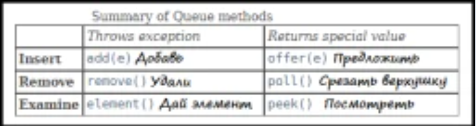 Summary of Queue methods
Throws exception Returns special value
Insert add(e) Добавь offer(e) Предложить
Remove remove() Удали poll() Срезать верхушку
Examine element() Дай элемент peek() Посмотреть